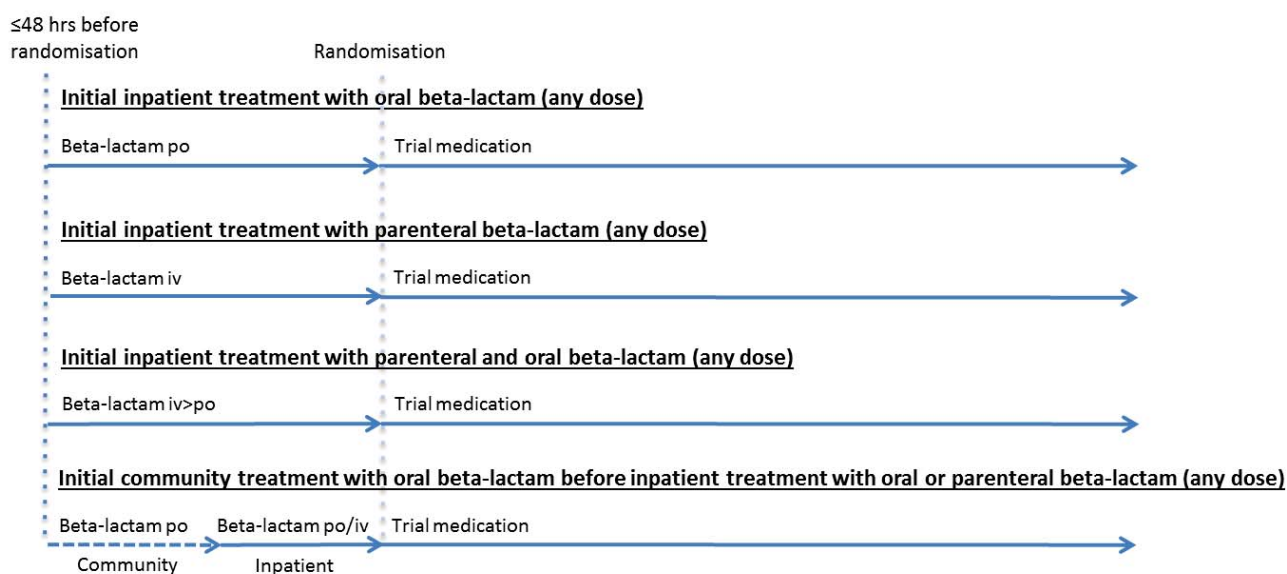 ≤48 hrs before
randomisation
Randomisation
Initial inpatient treatment with oral beta-lactam (any dose)
Beta-lactam po
Trial medication
Initial inpatient treatment with parenteral beta-lactam (any dose)
Beta-lactam iv
Trial medication
Initial inpatient treatment with parenteral and oral beta-lactam (any dose)
Beta-lactam iv>po
Trial medication
Initial community treatment with oral beta-lactam before inpatient treatment with oral or parenteral beta-lactam (any dose)
Beta-lactam po
Beta-lactam po/iv
Trial medication
Community
Inpatient